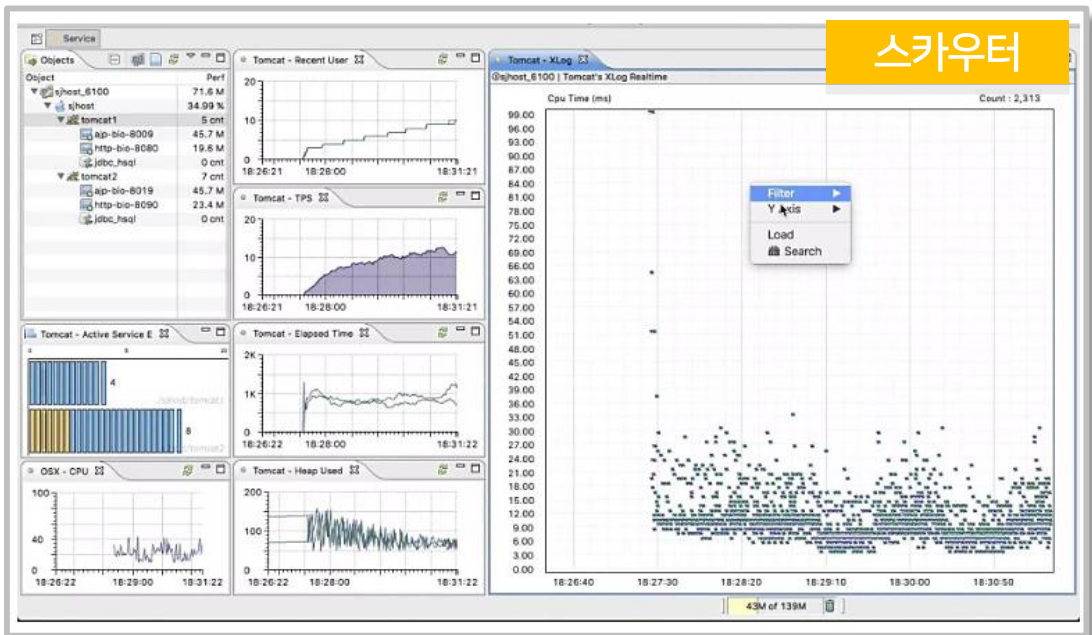 스카우터
Service
Objects
Object Perf
sjhost_6100 71.6 M
sjhost 34.99 %
tomcat1 5 cnt
ajp-bio-8009 45.7 M
http-bio-8080 19.6 M
jdbc_hsql 0 cnt
tomcat2 7 cnt
ajp-bio-8019 45.7 M
http-bio-8090 23.4 M
jdbc_hsql 0 cnt
Tomcat - Active Service E
4
8
OSX - CPU
100
40
0
18:26:22 18:29:00 18:31:22
Tomcat - Recent User
20
10
0
18:26:21 18:28:00 18:31:21
Tomcat - TPS
20
10
0
18:26:21 18:28:00 18:31:21
Tomcat - Elapsed Time
2K
1K
0
18:26:22 18:28:00 18:31:22
Tomcat - Heap Used
200
100
0
18:26:22 18:28:00 18:31:22
Tomcat - XLog
sjhost_6100 | Tomcat's XLog Realtime
Cpu Time (ms) Count : 2,313
99.00
96.00
93.00
90.00
87.00
84.00
81.00
78.00
75.00
72.00
69.00
66.00
63.00
60.00
57.00
54.00
51.00
48.00
45.00
42.00
39.00
36.00
33.00
30.00
27.00
24.00
21.00
18.00
15.00
12.00
9.00
6.00
3.00
0.00
18:26:40 18:27:30 18:28:20 18:29:10 18:30:00 18:30:50
Filter
Y Axis
Load
Search
43M of 139M